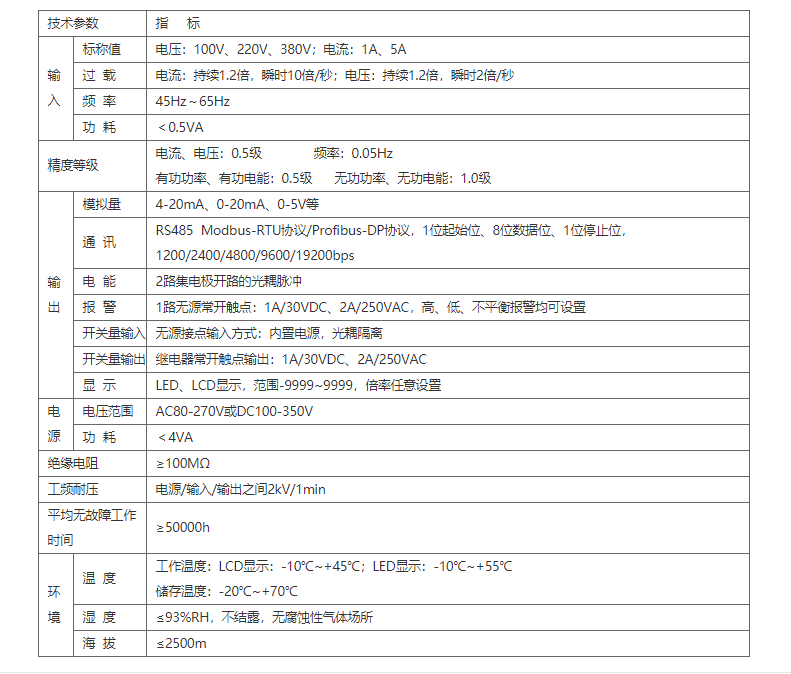 技术参数 指 标
输入 标称值 电压：100V、220V、380V；电流：1A、5A
过 载 电流：持续1.2倍，瞬时10倍/秒；电压：持续1.2倍，瞬时2倍/秒
频 率 45Hz～65Hz
功 耗 ＜0.5VA
精度等级 电流、电压：0.5级 频率：0.05Hz
有功功率、有功电能：0.5级 无功功率、无功电能：1.0级
输出 模拟量 4-20mA、0-20mA、0-5V等
通 讯 RS485 Modbus-RTU协议/Profibus-DP协议，1位起始位、8位数据位、1位停止位，
1200/2400/4800/9600/19200bps
电 能 2路集电极开路的光耦脉冲
报 警 1路无源常开触点：1A/30VDC、2A/250VAC，高、低、不平衡报警均可设置
开关量输入 无源接点输入方式：内置电源，光耦隔离
开关量输出 继电器常开触点输出：1A/30VDC、2A/250VAC
显 示 LED、LCD显示，范围-9999~9999，倍率任意设置
电源 电压范围 AC80-270V或DC100-350V
功 耗 ＜4VA
绝缘电阻 ≥100MΩ
工频耐压 电源/输入/输出之间2kV/1min
平均无故障工作
时间 ≥50000h
环境 温 度 工作温度：LCD显示：-10℃~+45℃；LED显示：-10℃~+55℃
储存温度：-20℃~+70℃
湿 度 ≤93%RH，不结露，无腐蚀性气体场所
海 拔 ≤2500m